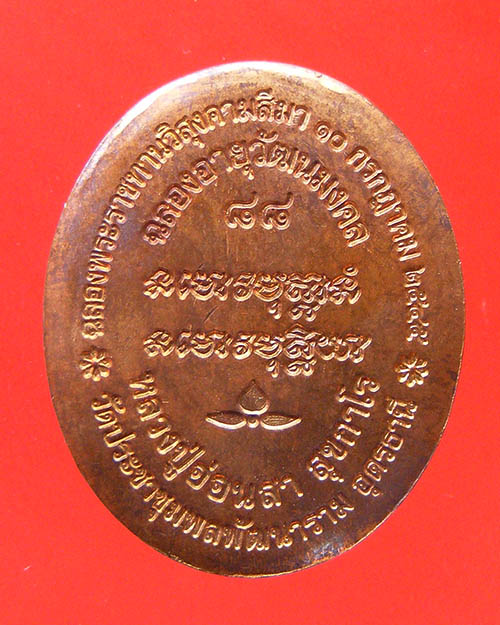 ฉลองพระราชทานวิสุงคามสีมา ๑๐ กรกฎาคม ๒๕๔๕
ฉลองอายุวัฒนมงคล
๘๘
หลวงปู่อ่อนสา สุขกาโร
วัดประชาชุมพลพัฒนาราม อุดรธานี